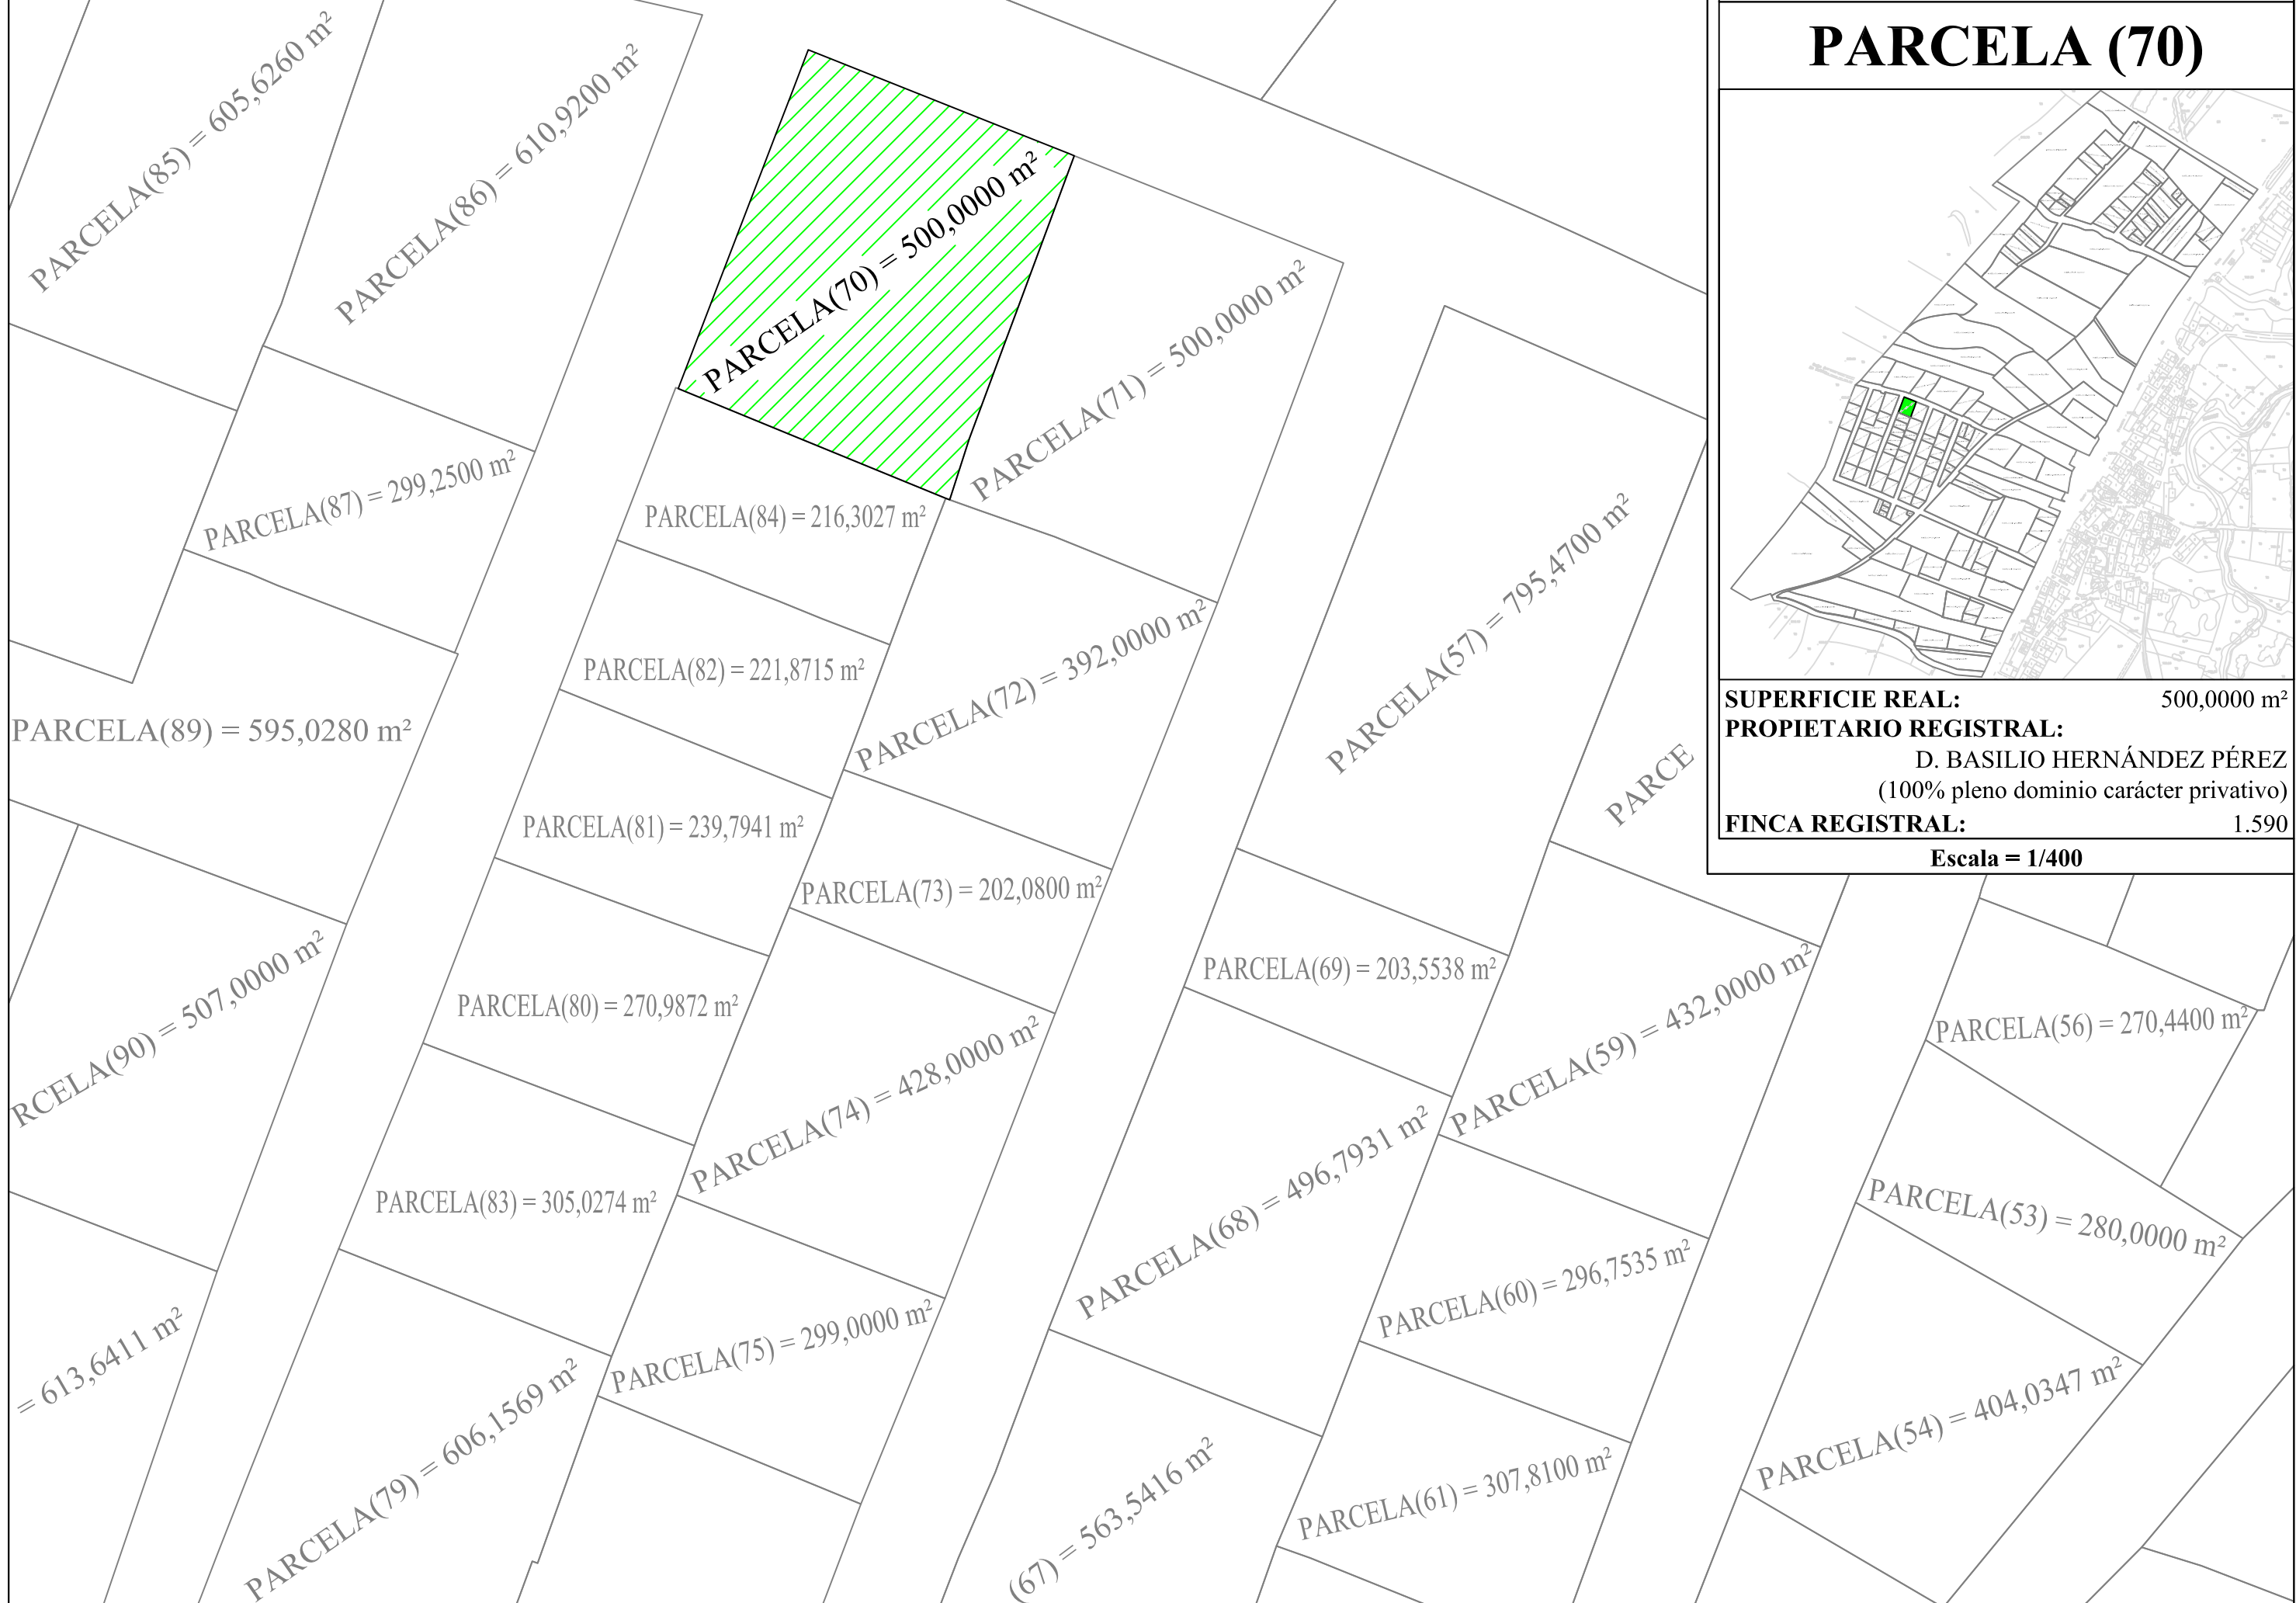 PARCELA(85) = 605,6260 m²
PARCELA(86) = 610,9200 m²
PARCELA(70) = 500,0000 m²
PARCELA(71) = 500,0000 m²
PARCELA(87) = 299,2500 m²
PARCELA(84) = 216,3027 m²
PARCELA(57) = 795,4700 m²
PARCELA(82) = 221,8715 m²
PARCELA(72) = 392,0000 m²
PARCELA(89) = 595,0280 m²
PARCE
PARCELA(81) = 239,7941 m²
PARCELA(73) = 202,0800 m²
PARCELA(69) = 203,5538 m²
PARCELA(80) = 270,9872 m²
RCELA(90) = 507,0000 m²
PARCELA(59) = 432,0000 m²
PARCELA(56) = 270,4400 m²
PARCELA(74) = 428,0000 m²
PARCELA(83) = 305,0274 m²
PARCELA(68) = 496,7931 m²
PARCELA(53) = 280,0000 m²
PARCELA(60) = 296,7535 m²
PARCELA(75) = 299,0000 m²
= 613,6411 m²
PARCELA(79) = 606,1569 m²
PARCELA(54) = 404,0347 m²
PARCELA(61) = 307,8100 m²
(67) = 563,5416 m²
PARCELA (70)
SUPERFICIE REAL: 500,0000 m²
PROPIETARIO REGISTRAL:
D. BASILIO HERNÁNDEZ PÉREZ
(100% pleno dominio carácter privativo)
FINCA REGISTRAL: 1.590
Escala = 1/400